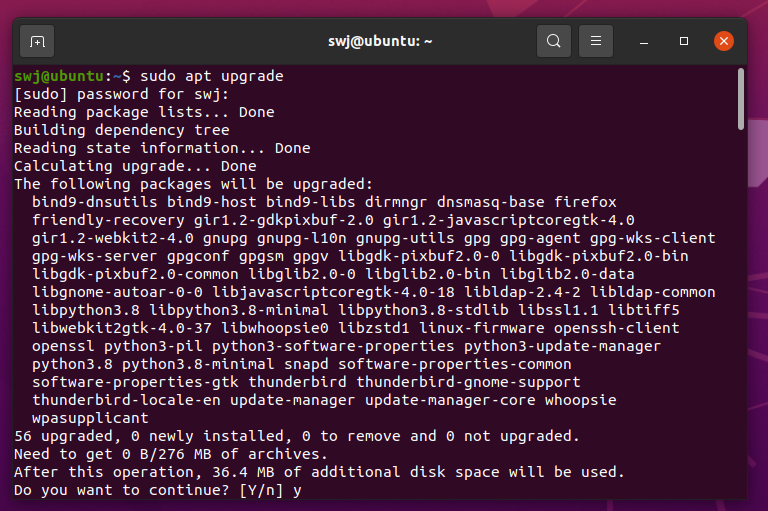 swj@ubuntu: ~
swj@ubuntu:~$ sudo apt upgrade
[sudo] password for swj:
Reading package lists... Done
Building dependency tree
Reading state information... Done
Calculating upgrade... Done
The following packages will be upgraded:
  bind9-dnsutils bind9-host bind9-libs dirmngr dnsmasq-base firefox
  friendly-recovery gir1.2-gdkpixbuf-2.0 gir1.2-javascriptcoregtk-4.0
  gir1.2-webkit2-4.0 gnupg gnupg-l10n gnupg-utils gpg gpg-agent gpg-wks-client
  gpg-wks-server gpgconf gpgsm gpgv libgdk-pixbuf2.0-0 libgdk-pixbuf2.0-bin
  libgdk-pixbuf2.0-common libglib2.0-0 libglib2.0-bin libglib2.0-data
  libgnome-autoar-0-0 libjavascriptcoregtk-4.0-18 libldap-2.4-2 libldap-common
  libpython3.8 libpython3.8-minimal libpython3.8-stdlib libssl1.1 libtiff5
  libwebkit2gtk-4.0-37 libwhoopsie0 libzstd1 linux-firmware openssh-client
  openssl python3-pil python3-software-properties python3-update-manager
  python3.8 python3.8-minimal snapd software-properties-common
  software-properties-gtk thunderbird thunderbird-gnome-support
  thunderbird-locale-en update-manager update-manager-core whoopsie
  wpasupplicant
56 upgraded, 0 newly installed, 0 to remove and 0 not upgraded.
Need to get 0 B/276 MB of archives.
After this operation, 36.4 MB of additional disk space will be used.
Do you want to continue? [Y/n] y